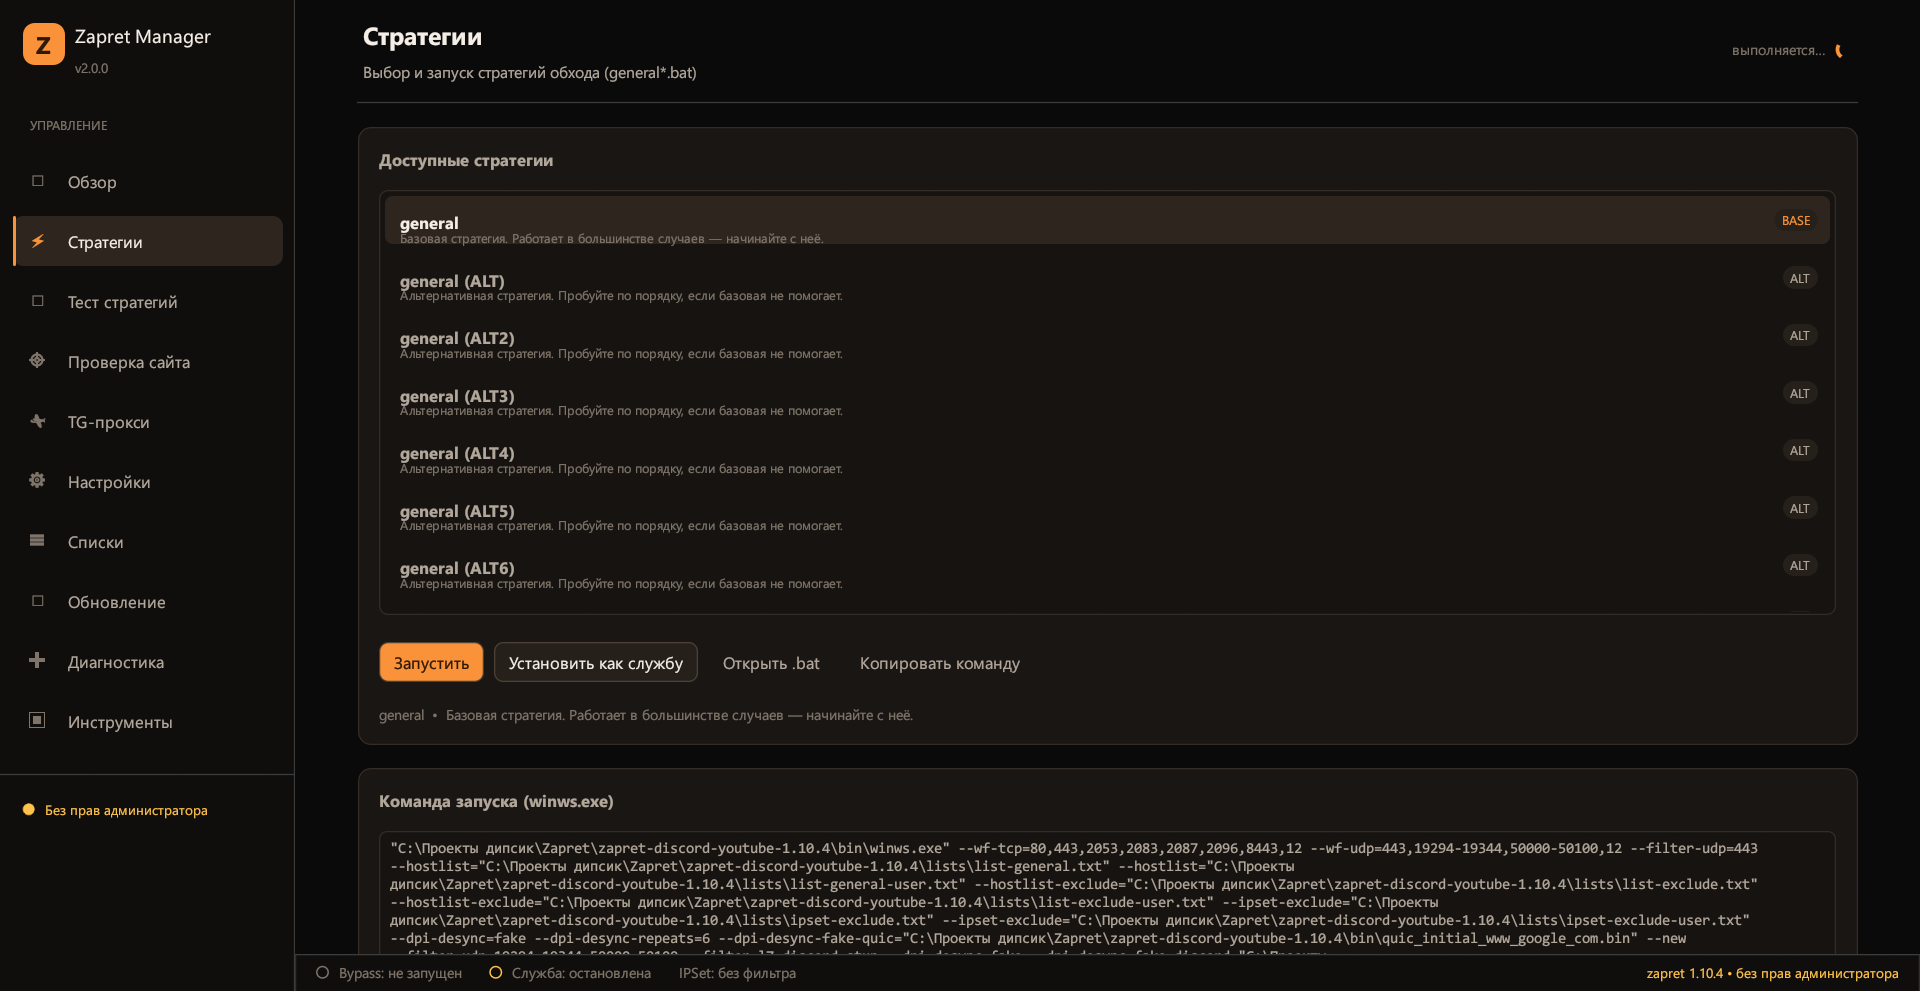 Z
Zapret Manager
v2.0.0
УПРАВЛЕНИЕ
Обзор
Стратегии
Тест стратегий
Проверка сайта
TG-прокси
Настройки
Списки
Обновление
Диагностика
Инструменты
Без прав администратора
Стратегии
Выбор и запуск стратегий обхода (general*.bat)
выполняется...
Доступные стратегии
general
BASE
Базовая стратегия. Работает в большинстве случаев — начинайте с неё.
general (ALT)
ALT
Альтернативная стратегия. Пробуйте по порядку, если базовая не помогает.
general (ALT2)
ALT
Альтернативная стратегия. Пробуйте по порядку, если базовая не помогает.
general (ALT3)
ALT
Альтернативная стратегия. Пробуйте по порядку, если базовая не помогает.
general (ALT4)
ALT
Альтернативная стратегия. Пробуйте по порядку, если базовая не помогает.
general (ALT5)
ALT
Альтернативная стратегия. Пробуйте по порядку, если базовая не помогает.
general (ALT6)
ALT
Альтернативная стратегия. Пробуйте по порядку, если базовая не помогает.
Запустить
Установить как службу
Открыть .bat
Копировать команду
general • Базовая стратегия. Работает в большинстве случаев — начинайте с неё.
Команда запуска (winws.exe)
"C:\Проекты дипсик\Zapret\zapret-discord-youtube-1.10.4\bin\winws.exe" --wf-tcp=80,443,2053,2083,2087,2096,8443,12 --wf-udp=443,19294-19344,50000-50100,12 --filter-udp=443
--hostlist="C:\Проекты дипсик\Zapret\zapret-discord-youtube-1.10.4\lists\list-general.txt" --hostlist="C:\Проекты
дипсик\Zapret\zapret-discord-youtube-1.10.4\lists\list-general-user.txt" --hostlist-exclude="C:\Проекты дипсик\Zapret\zapret-discord-youtube-1.10.4\lists\list-exclude.txt"
--hostlist-exclude="C:\Проекты дипсик\Zapret\zapret-discord-youtube-1.10.4\lists\list-exclude-user.txt" --ipset-exclude="C:\Проекты
дипсик\Zapret\zapret-discord-youtube-1.10.4\lists\ipset-exclude.txt" --ipset-exclude="C:\Проекты дипсик\Zapret\zapret-discord-youtube-1.10.4\lists\ipset-exclude-user.txt"
--dpi-desync=fake --dpi-desync-repeats=6 --dpi-desync-fake-quic="C:\Проекты дипсик\Zapret\zapret-discord-youtube-1.10.4\bin\quic_initial_www_google_com.bin" --new
Bypass: не запущен
Служба: остановлена
IPSet: без фильтра
zapret 1.10.4 • без прав администратора